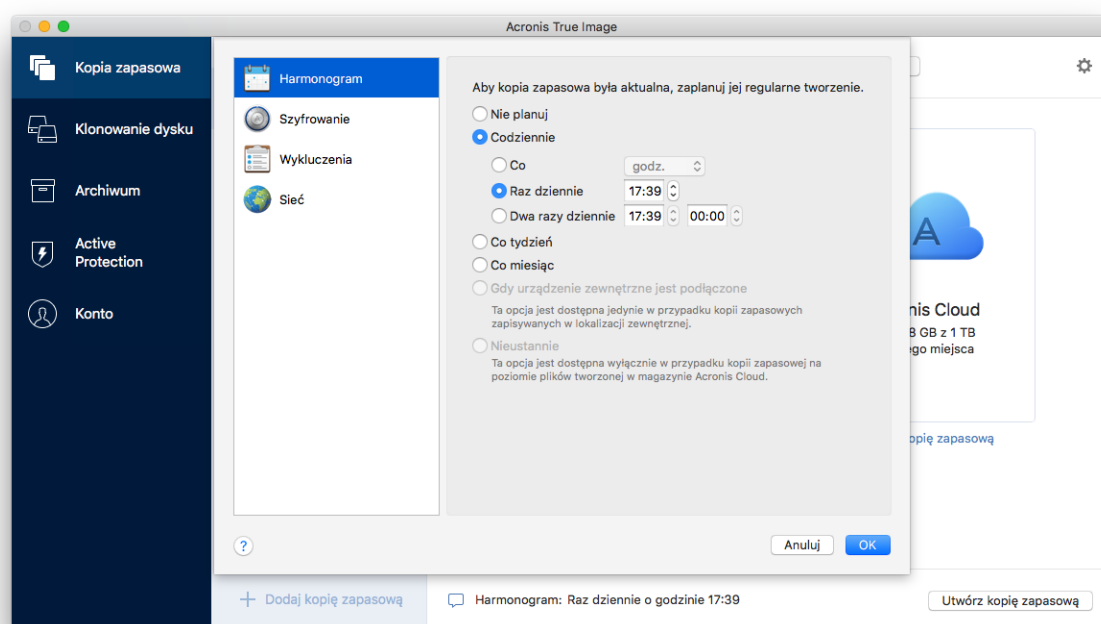 Acronis True Image
Kopia zapasowa
Klonowanie dysku
Archiwum
Active
Protection
Konto
Harmonogram
Szyfrowanie
Wykluczenia
Sieć
Aby kopia zapasowa była aktualna, zaplanuj jej regularne tworzenie.
Nie planuj
Codziennie
Co godz.
Raz dziennie 17:39
Dwa razy dziennie 17:39 00:00
Co tydzień
Co miesiąc
Gdy urządzenie zewnętrzne jest podłączone
Ta opcja jest dostępna jedynie w przypadku kopii zapasowych
zapisywanych w lokalizacji zewnętrznej.
Nieustannie
Ta opcja jest dostępna wyłącznie w przypadku kopii zapasowej na
poziomie plików tworzonej w magazynie Acronis Cloud.
? Anuluj OK
nis Cloud
8 GB z 1 TB
ego miejsca
opię zapasową
Dodaj kopię zapasową
Harmonogram: Raz dziennie o godzinie 17:39
Utwórz kopię zapasową